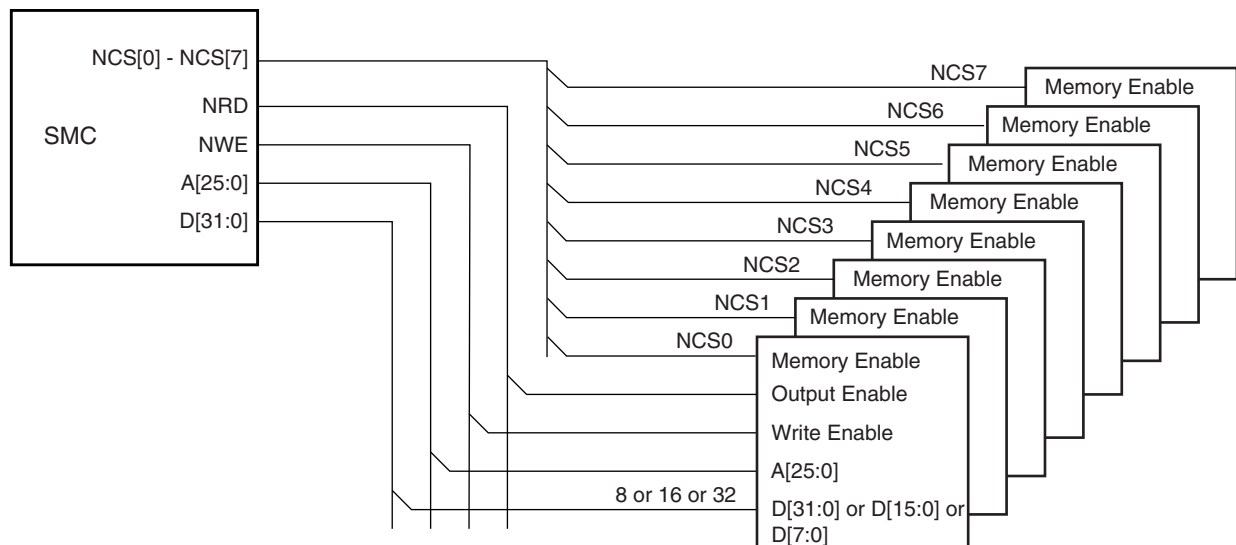 NCS[0] - NCS[7]
NRD
SMC
NWE
A[25:0]
D[31:0]
NCS7
Memory Enable
NCS6
Memory Enable
NCS5
Memory Enable
NCS4
Memory Enable
NCS3
Memory Enable
NCS2
Memory Enable
NCS1
Memory Enable
NCS0
Memory Enable
Output Enable
Write Enable
A[25:0]
8 or 16 or 32
D[31:0] or D[15:0] or
D[7:0]